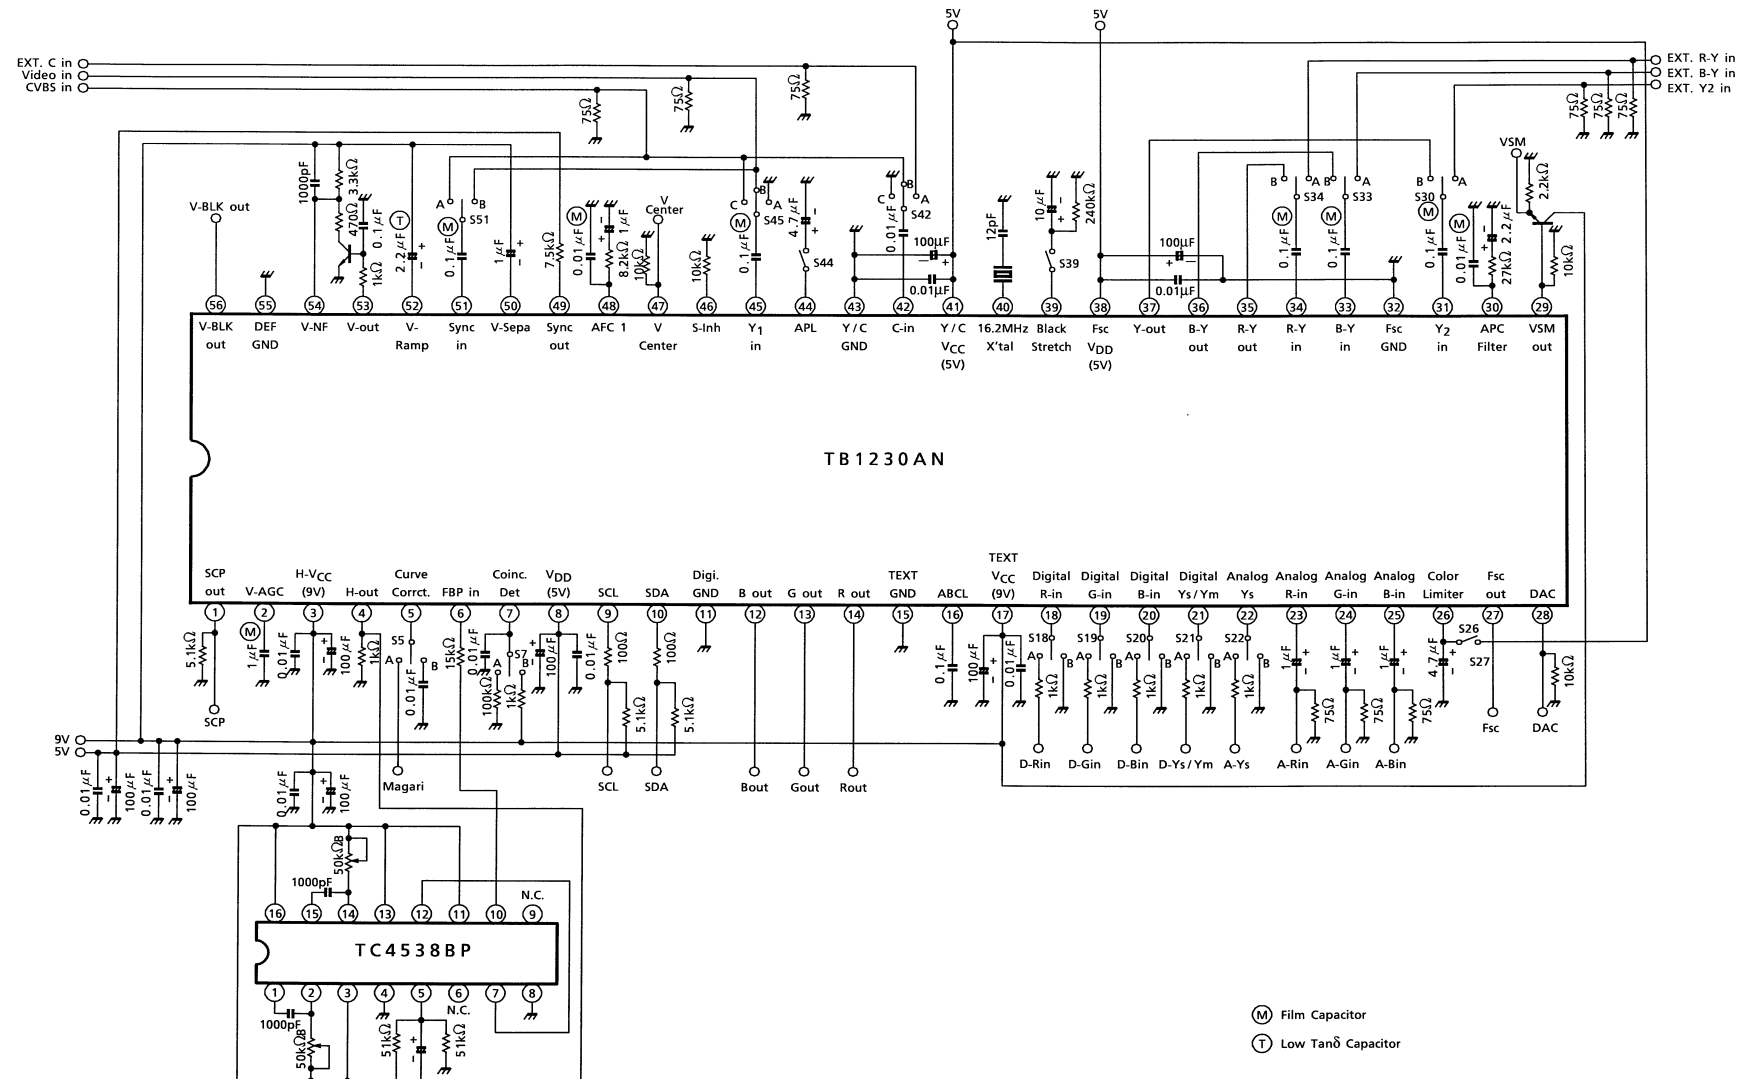 5V
5V
EXT. C in
Video in
CVBS in
EXT. R-Y in
EXT. B-Y in
EXT. Y2 in
75Ω
75Ω
75Ω
75Ω
75Ω
75Ω
V-BLK out
1000pF
3.3kΩ
470Ω
0.1μF
1kΩ
T
2.2μF
+
-
A
B
S51
M
0.1μF
1μF
+
-
7.5kΩ
M
0.01μF
8.2kΩ
1μF
-
+
V
Center
10kΩ
10kΩ
C
B
A
S45
M
0.1μF
4.7μF
-
+
S44
C
B
A
S42
0.01μF
100μF
0.01μF
12pF
10μF
-
+
240kΩ
S39
100μF
0.01μF
B
A
S34
M
0.1μF
B
A
S33
M
0.1μF
B
A
S30
M
0.1μF
M
0.01μF
27kΩ
2.2μF
-
+
VSM
2.2kΩ
10kΩ
56
55
54
53
52
51
50
49
48
47
46
45
44
43
42
41
40
39
38
37
36
35
34
33
32
31
30
29
V-BLK
out
DEF
GND
V-NF
V-out
V-
Ramp
Sync
in
V-Sepa
Sync
out
AFC 1
V
Center
S-Inh
Y1
in
APL
Y / C
GND
C-in
Y / C
VCC
(5V)
16.2MHz
X'tal
Black
Stretch
Fsc
VDD
(5V)
Y-out
B-Y
out
R-Y
out
R-Y
in
B-Y
in
Fsc
GND
Y2
in
APC
Filter
VSM
out
TB1230AN
SCP
out
V-AGC
H-VCC
(9V)
H-out
Curve
Corrct.
FBP in
Coinc.
Det
VDD
(5V)
SCL
SDA
Digi.
GND
B out
G out
R out
TEXT
GND
ABCL
TEXT
VCC
(9V)
Digital
R-in
Digital
G-in
Digital
B-in
Digital
Ys / Ym
Analog
Ys
Analog
R-in
Analog
G-in
Analog
B-in
Color
Limiter
Fsc
out
DAC
1
2
3
4
5
6
7
8
9
10
11
12
13
14
15
16
17
18
19
20
21
22
23
24
25
26
27
28
5.1kΩ
SCP
M
1μF
0.01μF
+
-
100μF
1kΩ
S5
A
B
0.01μF
15kΩ
0.01μF
S7
A
B
100kΩ
1kΩ
100μF
+
-
0.01μF
100Ω
5.1kΩ
100Ω
5.1kΩ
0.1μF
100μF
+
-
0.01μF
S18
A
B
1kΩ
S19
A
B
1kΩ
S20
A
B
1kΩ
S21
A
B
1kΩ
S22
A
B
1kΩ
1μF
+
-
75Ω
1μF
+
-
75Ω
1μF
+
-
75Ω
4.7μF
+
-
S26
S27
10kΩ
9V
5V
0.01μF
+
-
100μF
0.01μF
+
-
100μF
0.01μF
+
-
100μF
Magari
SCL
SDA
Bout
Gout
Rout
D-Rin
D-Gin
D-Bin
D-Ys / Ym
A-Ys
A-Rin
A-Gin
A-Bin
Fsc
DAC
50kΩB
1000pF
N.C.
16
15
14
13
12
11
10
9
TC4538BP
1
2
3
4
5
6
7
8
N.C.
1000pF
50kΩB
51kΩ
+
-
51kΩ
M Film Capacitor
T Low Tanδ Capacitor